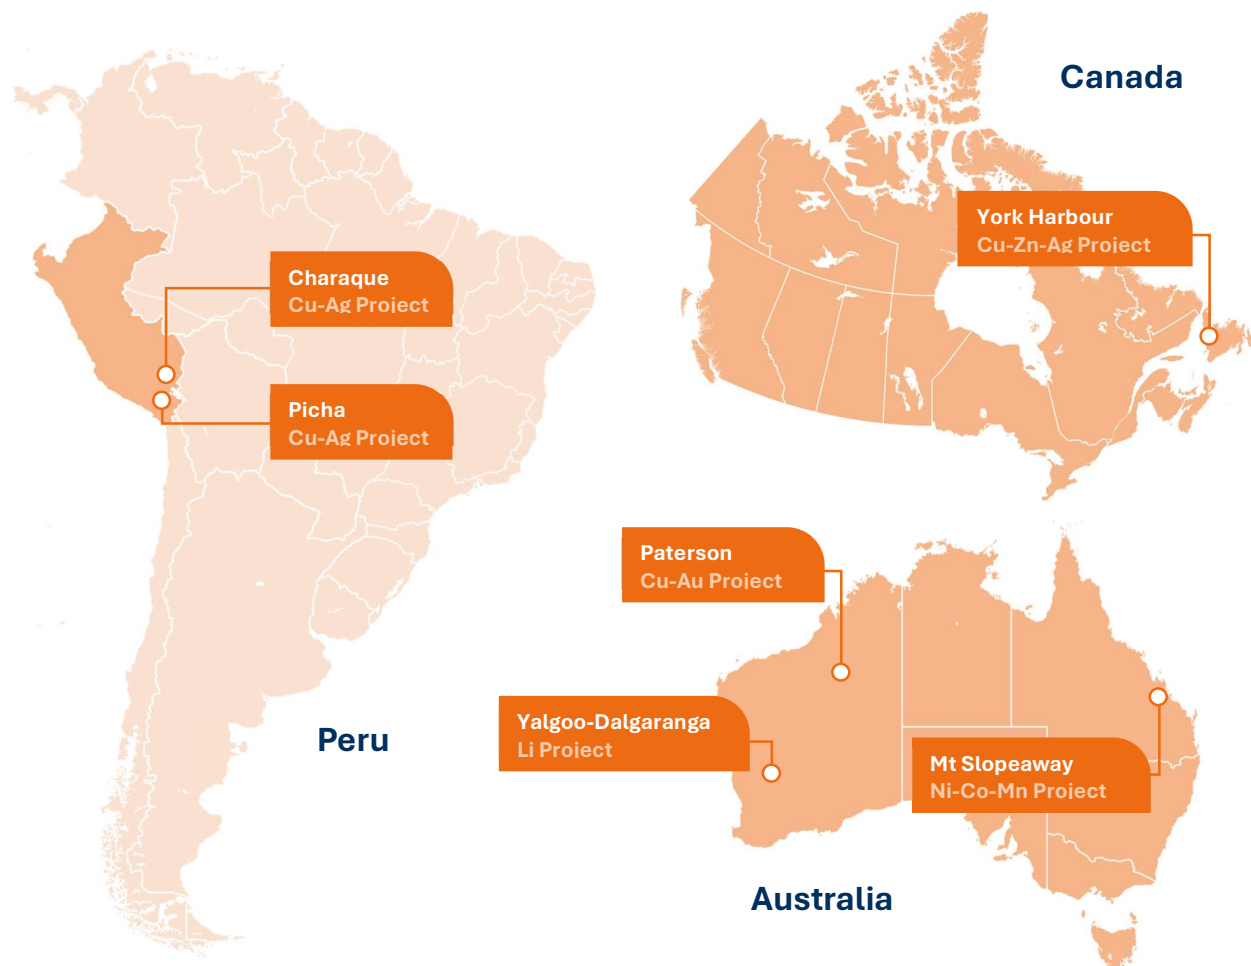 Canada
York Harbour
Cu-Zn-Ag Project
Charaque
Cu-Ag Project
Picha
Cu-Ag Project
Peru
Paterson
Cu-Au Project
Yalgoo-Dalgaranga
Li Project
Mt Slopeaway
Ni-Co-Mn Project
Australia